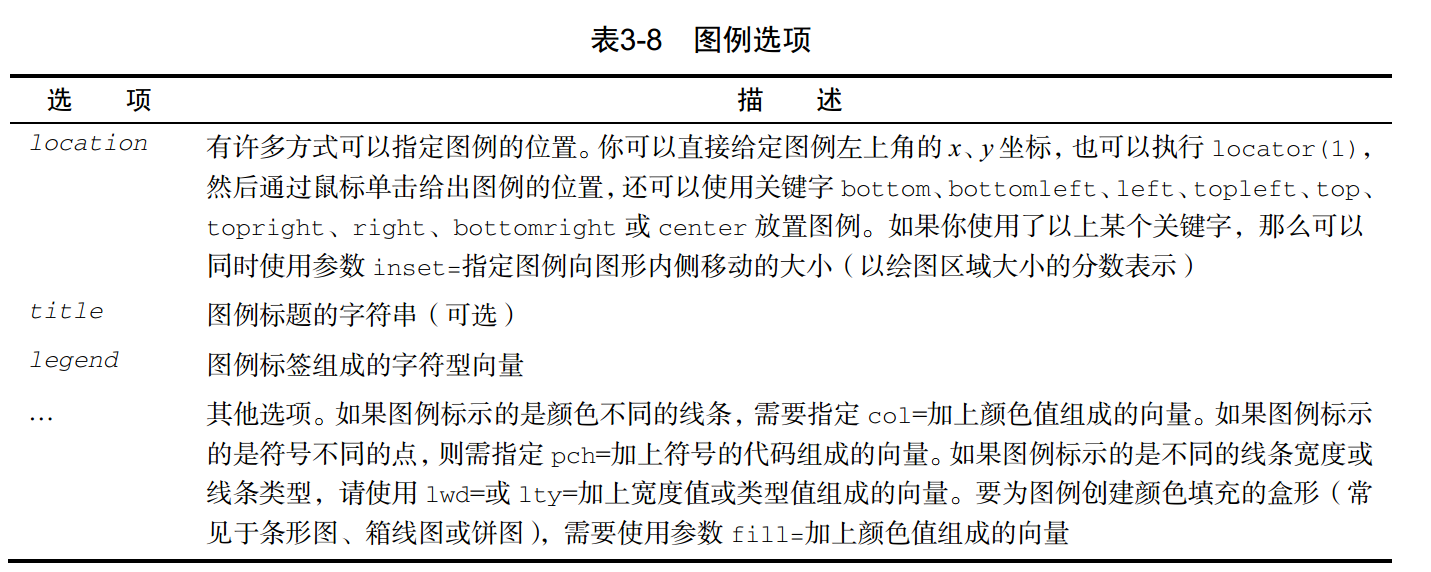 表3-8 图例选项
选 项 描 述
location 有许多方式可以指定图例的位置。你可以直接给定图例左上角的 x、y 坐标，也可以执行 locator(1)，
然后通过鼠标单击给出图例的位置，还可以使用关键字 bottom、bottomleft、left、topleft、top、
topright、right、bottomright 或 center 放置图例。如果你使用了以上某个关键字，那么可以
同时使用参数 inset=指定图例向图形内侧移动的大小（以绘图区域大小的分数表示）
title 图例标题的字符串（可选）
legend 图例标签组成的字符型向量
… 其他选项。如果图例标示的是颜色不同的线条，需要指定 col=加上颜色值组成的向量。如果图例标示
的是符号不同的点，则需指定 pch=加上符号的代码组成的向量。如果图例标示的是不同的线条宽度或
线条类型，请使用 lwd=或 lty=加上宽度值或类型值组成的向量。要为图例创建颜色填充的盒形（常
见于条形图、箱线图或饼图），需要使用参数 fill=加上颜色值组成的向量